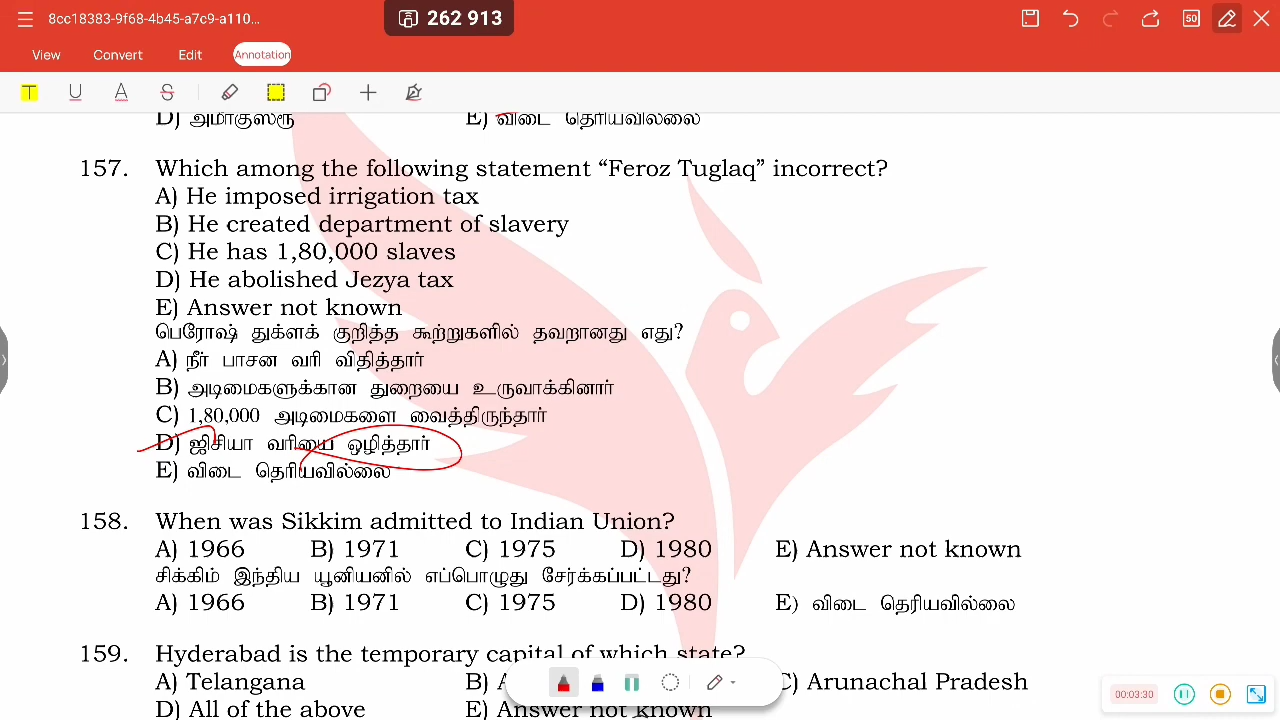 8cc18383-9f68-4b45-a7c9-a110...
262 913
50
View Convert Edit Annotation
T U A S
D) அமீர்குஸ்ரூ E) விடை தெரியவில்லை
157. Which among the following statement “Feroz Tuglaq” incorrect?
A) He imposed irrigation tax
B) He created department of slavery
C) He has 1,80,000 slaves
D) He abolished Jezya tax
E) Answer not known
பெரோஷ் துக்ளக் குறித்த கூற்றுகளில் தவறானது எது?
A) நீர் பாசன வரி விதித்தார்
B) அடிமைகளுக்கான துறையை உருவாக்கினார்
C) 1,80,000 அடிமைகளை வைத்திருந்தார்
D) ஜிசியா வரியை ஒழித்தார்
E) விடை தெரியவில்லை
158. When was Sikkim admitted to Indian Union?
A) 1966 B) 1971 C) 1975 D) 1980 E) Answer not known
சிக்கிம் இந்திய யூனியனில் எப்பொழுது சேர்க்கப்பட்டது?
A) 1966 B) 1971 C) 1975 D) 1980 E) விடை தெரியவில்லை
159. Hyderabad is the temporary capital of which state?
A) Telangana B) C) Arunachal Pradesh
D) All of the above E) Answer not known
00:03:30